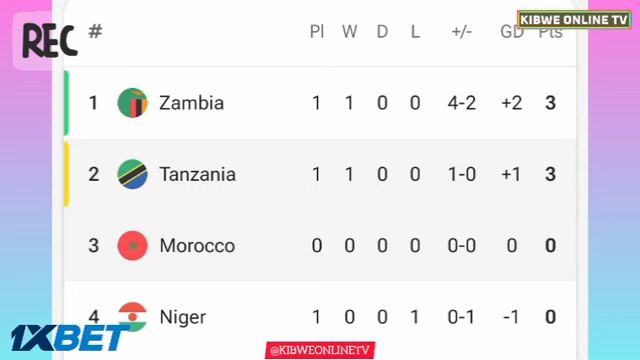 KIBWE ONLINE TV
REC
# Pl W D L +/- GD Pts
1 Zambia 1 1 0 0 4-2 +2 3
2 Tanzania 1 1 0 0 1-0 +1 3
3 Morocco 0 0 0 0 0-0 0 0
4 Niger 1 0 0 1 0-1 -1 0
1XBET
@KIBWEONLINETV